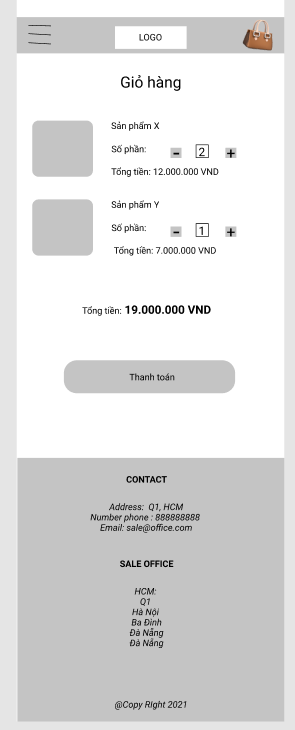 LOGO
Giỏ hàng
Sản phẩm X
Số phần: - 2 +
Tổng tiền: 12.000.000 VND
Sản phẩm Y
Số phần: - 1 +
Tổng tiền: 7.000.000 VND
Tổng tiền: 19.000.000 VND
Thanh toán
CONTACT
Address: Q1, HCM
Number phone : 888888888
Email: sale@office.com
SALE OFFICE
HCM:
Q1
Hà Nội
Ba Đình
Đà Nẵng
Đà Nẵng
@Copy Right 2021